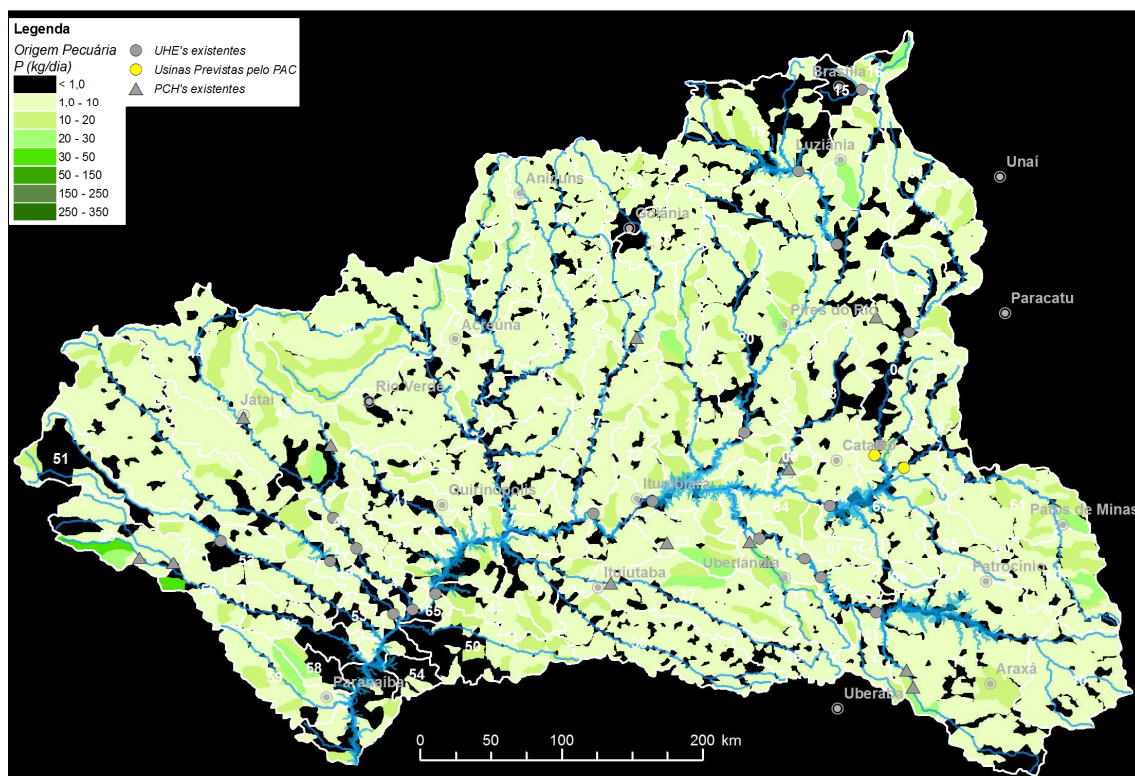 Legenda
Origem Pecuária
P (kg/dia)
< 1,0
1,0 - 10
10 - 20
20 - 30
30 - 50
50 - 150
150 - 250
250 - 350
UHE's existentes
Usinas Previstas pelo PAC
PCH's existentes
Brasília
15
Luziânia
Unaí
Anicuns
Goiânia
Paracatu
Pires do Rio
Acreúna
20
Rio Verde
Jataí
Catalão
51
Quirinópolis
Itumbiara
Patos de Minas
Uberlândia
Ituiutaba
Patrocínio
65
50
58
54
59
Paranaíba
Araxá
Uberaba
0 50 100 200 km